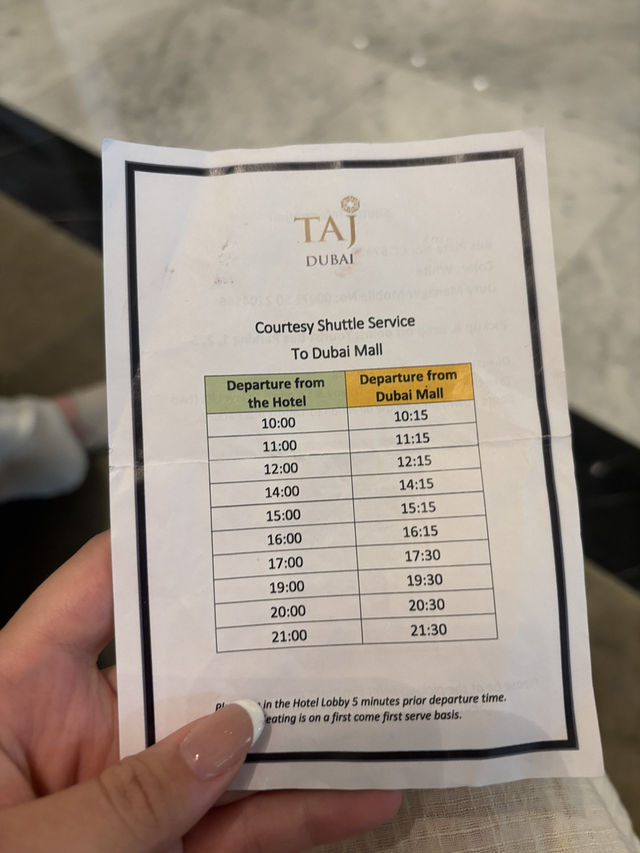 TAJ
DUBAI
Courtesy Shuttle Service
To Dubai Mall
Departure from the Hotel Departure from Dubai Mall
10:00 10:15
11:00 11:15
12:00 12:15
14:00 14:15
15:00 15:15
16:00 16:15
17:00 17:30
19:00 19:30
20:00 20:30
21:00 21:30
in the Hotel Lobby 5 minutes prior departure time.
eating is on a first come first serve basis.